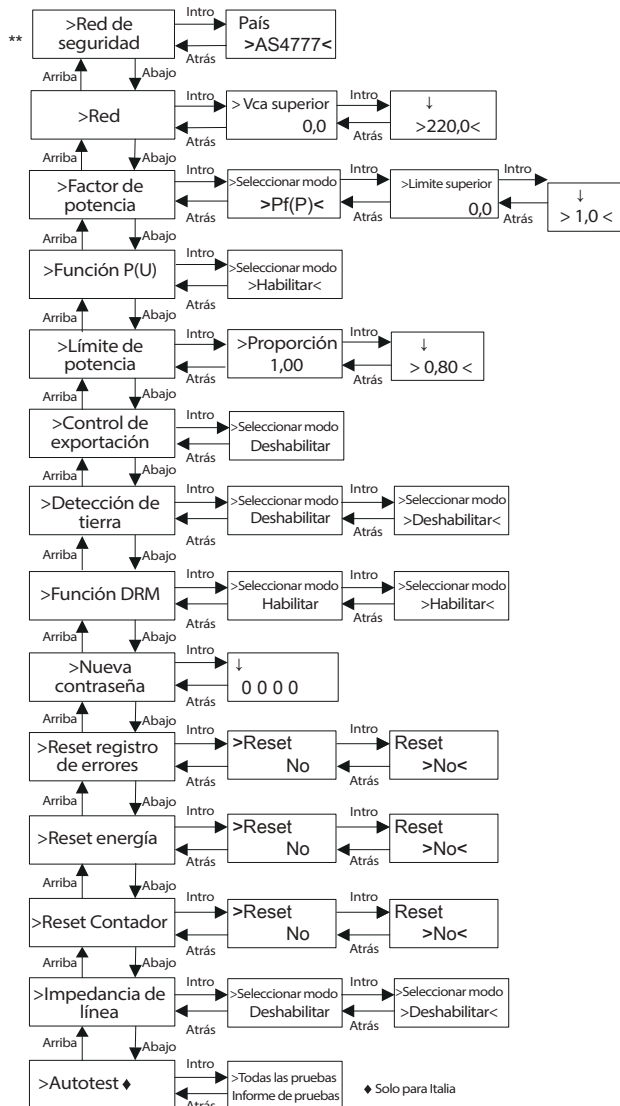 **
>Red de
seguridad
Intro
Atrás
País
>AS4777<
Arriba
Abajo
>Red
Intro
Atrás
> Vca superior
0,0
Intro
Atrás
↓
>220,0<
Arriba
Abajo
>Factor de
potencia
Intro
Atrás
>Seleccionar modo
>Pf(P)<
Intro
Atrás
>Limite superior
0,0
Intro
Atrás
↓
> 1,0 <
Arriba
Abajo
>Función P(U)
Intro
Atrás
>Seleccionar modo
>Habilitar<
Arriba
Abajo
>Límite de
potencia
Intro
Atrás
>Proporción
1,00
Intro
Atrás
↓
> 0,80 <
Arriba
Abajo
>Control de
exportación
Intro
Atrás
>Seleccionar modo
Deshabilitar
Arriba
Abajo
>Detección de
tierra
Intro
Atrás
>Seleccionar modo
Deshabilitar
Intro
Atrás
>Seleccionar modo
>Deshabilitar<
Arriba
Abajo
>Función DRM
Intro
Atrás
>Seleccionar modo
Habilitar
Intro
Atrás
>Seleccionar modo
>Habilitar<
Arriba
Abajo
>Nueva
contraseña
Intro
Atrás
↓
0 0 0 0
Arriba
Abajo
>Reset registro
de errores
Intro
Atrás
>Reset
No
Intro
Atrás
Reset
>No<
Arriba
Abajo
>Reset energía
Intro
Atrás
>Reset
No
Intro
Atrás
Reset
>No<
Arriba
Abajo
>Reset Contador
Intro
Atrás
>Reset
No
Intro
Atrás
Reset
>No<
Arriba
Abajo
>Impedancia de
línea
Intro
Atrás
>Seleccionar modo
Deshabilitar
Intro
Atrás
>Seleccionar modo
>Deshabilitar<
Arriba
Abajo
>Autotest ♦
Intro
Atrás
>Todas las pruebas
Informe de pruebas
♦ Solo para Italia